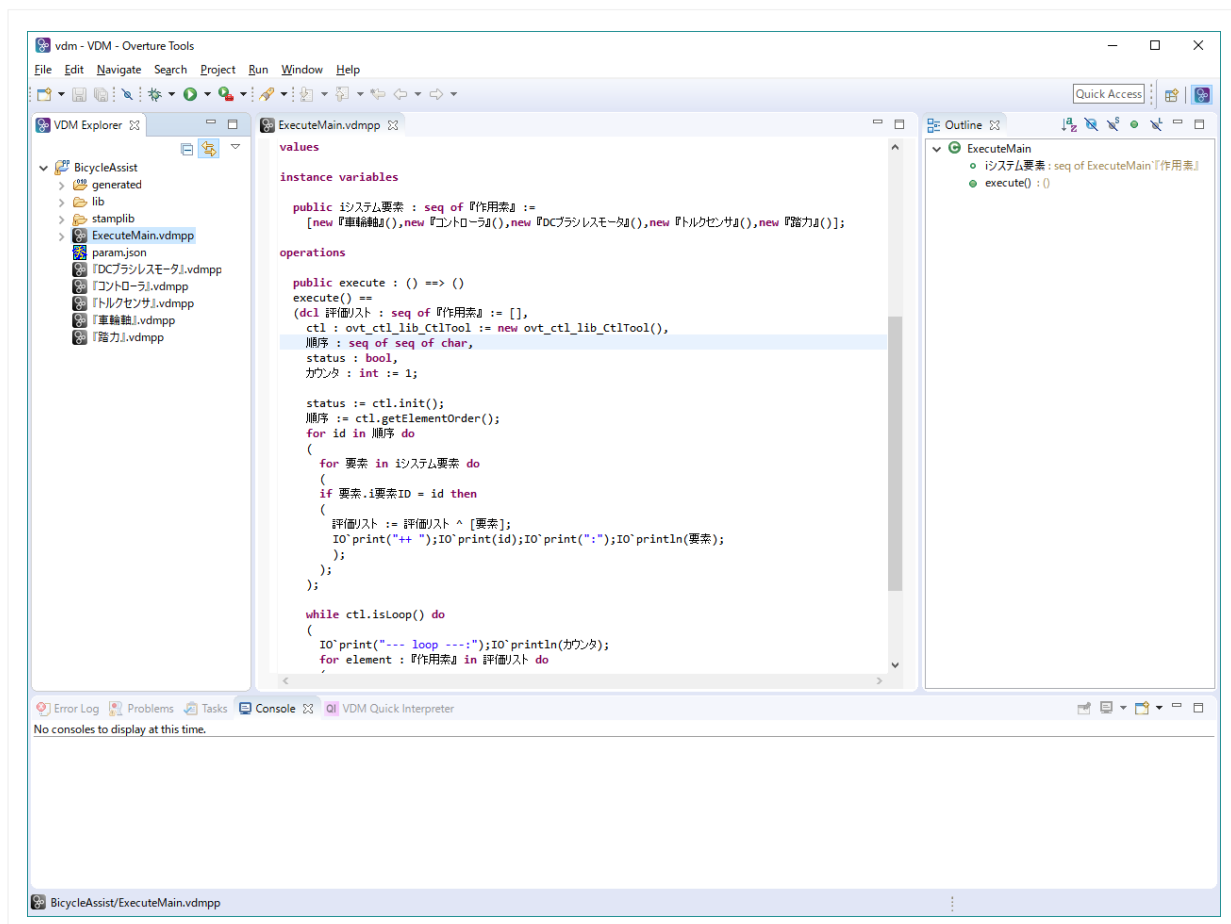 vdm - VDM - Overture Tools
File Edit Navigate Search Project Run Window Help
Quick Access
VDM Explorer
BicycleAssist
generated
lib
stamplib
ExecuteMain.vdmpp
param.json
『DCブラシレスモータ』.vdmpp
『コントローラ』.vdmpp
『トルクセンサ』.vdmpp
『車輪軸』.vdmpp
『踏力』.vdmpp
ExecuteMain.vdmpp
values
instance variables
public iシステム要素 : seq of 『作用素』 :=
[new 『車輪軸』(),new 『コントローラ』(),new 『DCブラシレスモータ』(),new 『トルクセンサ』(),new 『踏力』()];
operations
public execute : () ==> ()
execute() ==
(dcl 評価リスト : seq of 『作用素』 := [],
ctl : ovt_ctl_lib_CtlTool := new ovt_ctl_lib_CtlTool(),
順序 : seq of seq of char,
status : bool,
カウンタ : int := 1;
status := ctl.init();
順序 := ctl.getElementOrder();
for id in 順序 do
(
for 要素 in iシステム要素 do
(
if 要素.i要素ID = id then
(
評価リスト := 評価リスト ^ [要素];
IO`print("++ ");IO`print(id);IO`print(":");IO`println(要素);
);
);
);
while ctl.isLoop() do
(
IO`print("--- loop ---:");IO`println(カウンタ);
for element : 『作用素』 in 評価リスト do
Outline
ExecuteMain
iシステム要素 : seq of ExecuteMain`『作用素』
execute() : ()
Error Log Problems Tasks Console QI VDM Quick Interpreter
No consoles to display at this time.
BicycleAssist/ExecuteMain.vdmpp